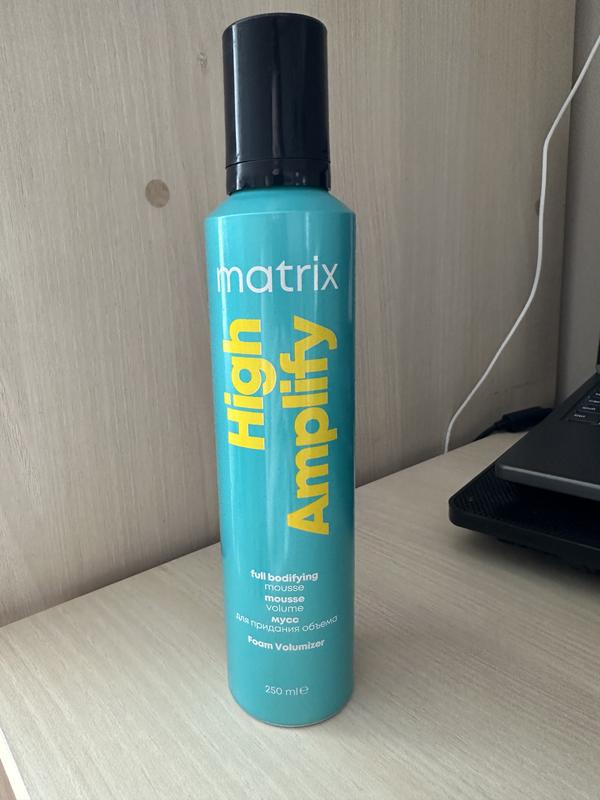 matrix
High
Amplify
full bodifying
mousse
mousse
volume
мусс
для придания объема
Foam Volumizer
250 ml℮